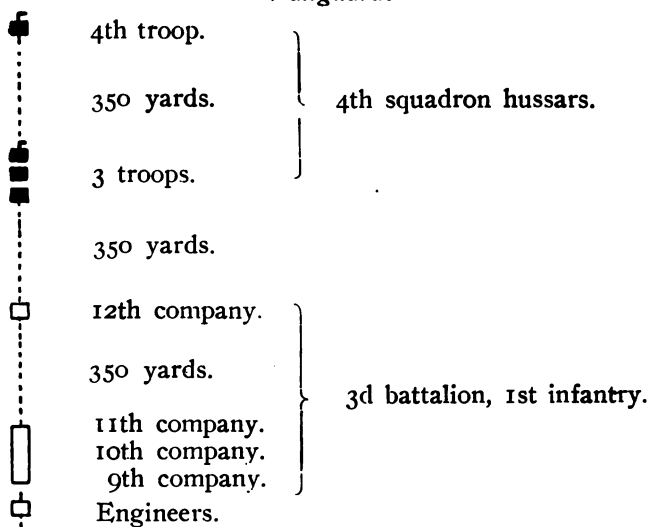 4th troop.
350 yards.
4th squadron hussars.
3 troops.
350 yards.
12th company.
350 yards.
3d battalion, 1st infantry.
11th company.
10th company.
9th company.
Engineers.